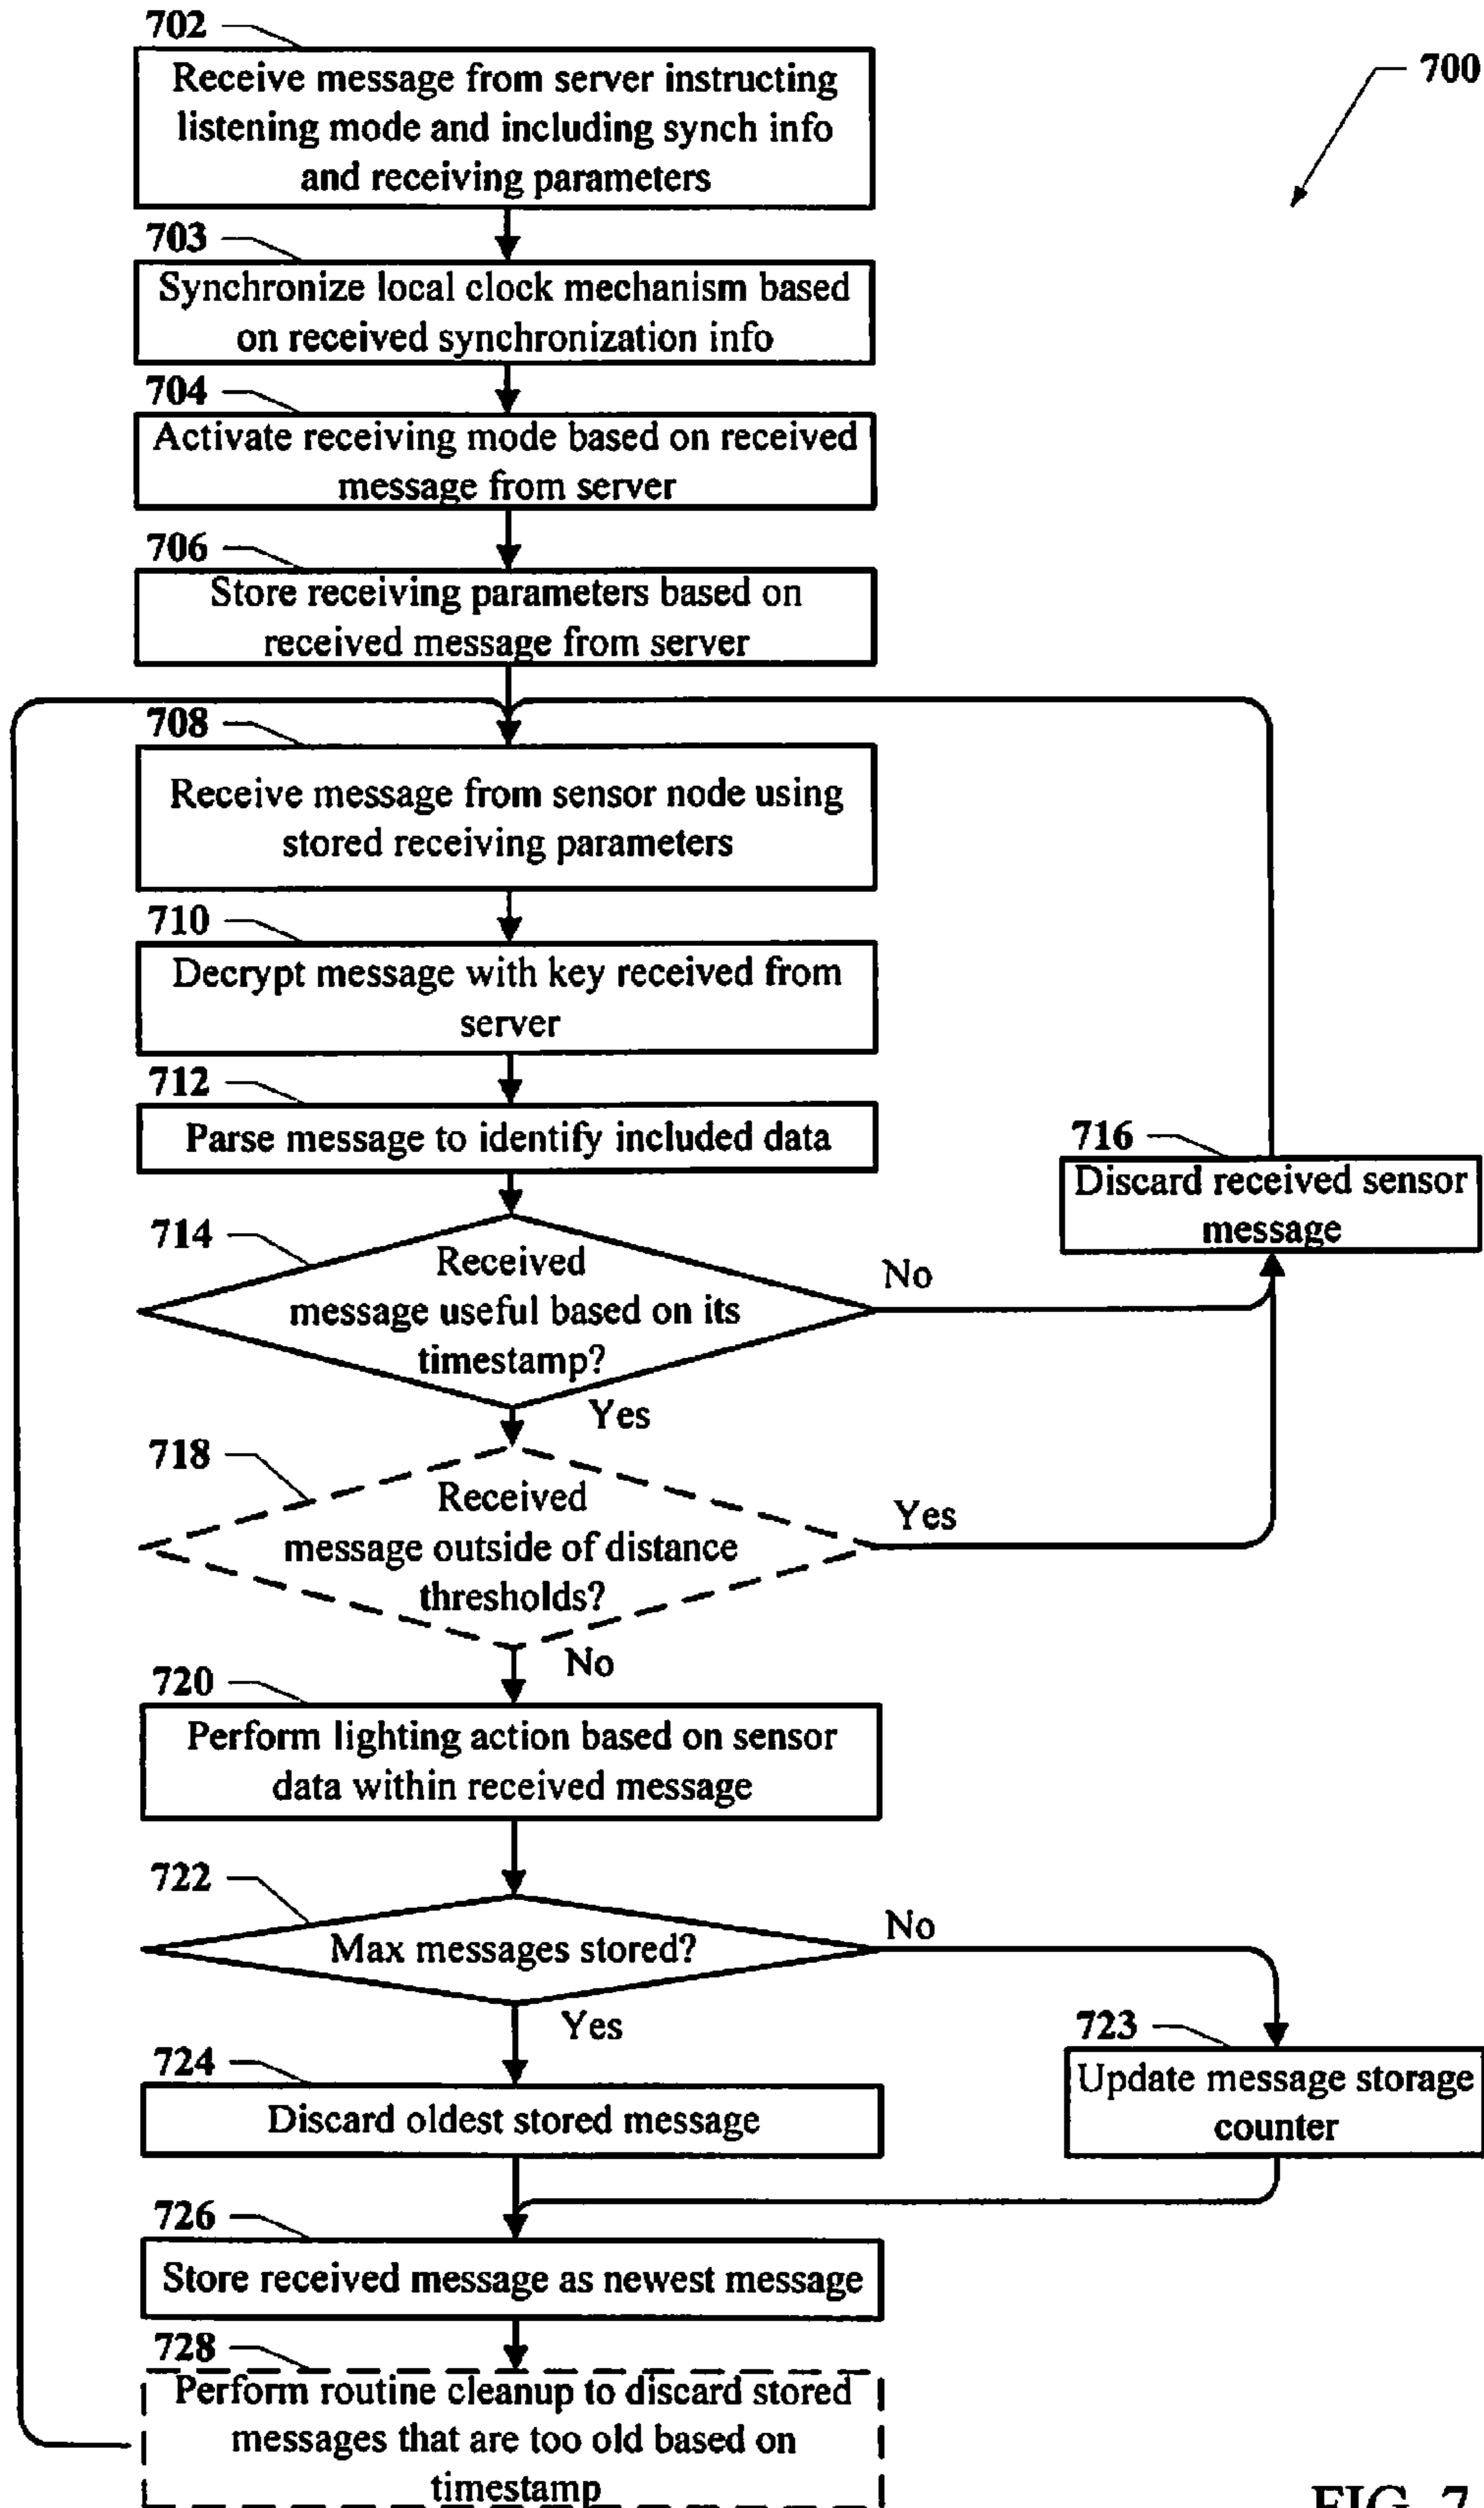 702
700
Receive message from server instructing
listening mode and including synch info
and receiving parameters
703
Synchronize local clock mechanism based
on received synchronization info
704
Activate receiving mode based on received
message from server
706
Store receiving parameters based on
received message from server
708
Receive message from sensor node using
stored receiving parameters
710
Decrypt message with key received from
server
712
Parse message to identify included data
716
Discard received sensor
message
714
Received
message useful based on its
timestamp?
No
Yes
718
Received
message outside of distance
thresholds?
Yes
No
720
Perform lighting action based on sensor
data within received message
722
Max messages stored?
No
Yes
723
Update message storage
counter
724
Discard oldest stored message
726
Store received message as newest message
728
Perform routine cleanup to discard stored
messages that are too old based on
timestamp
FIG. 7